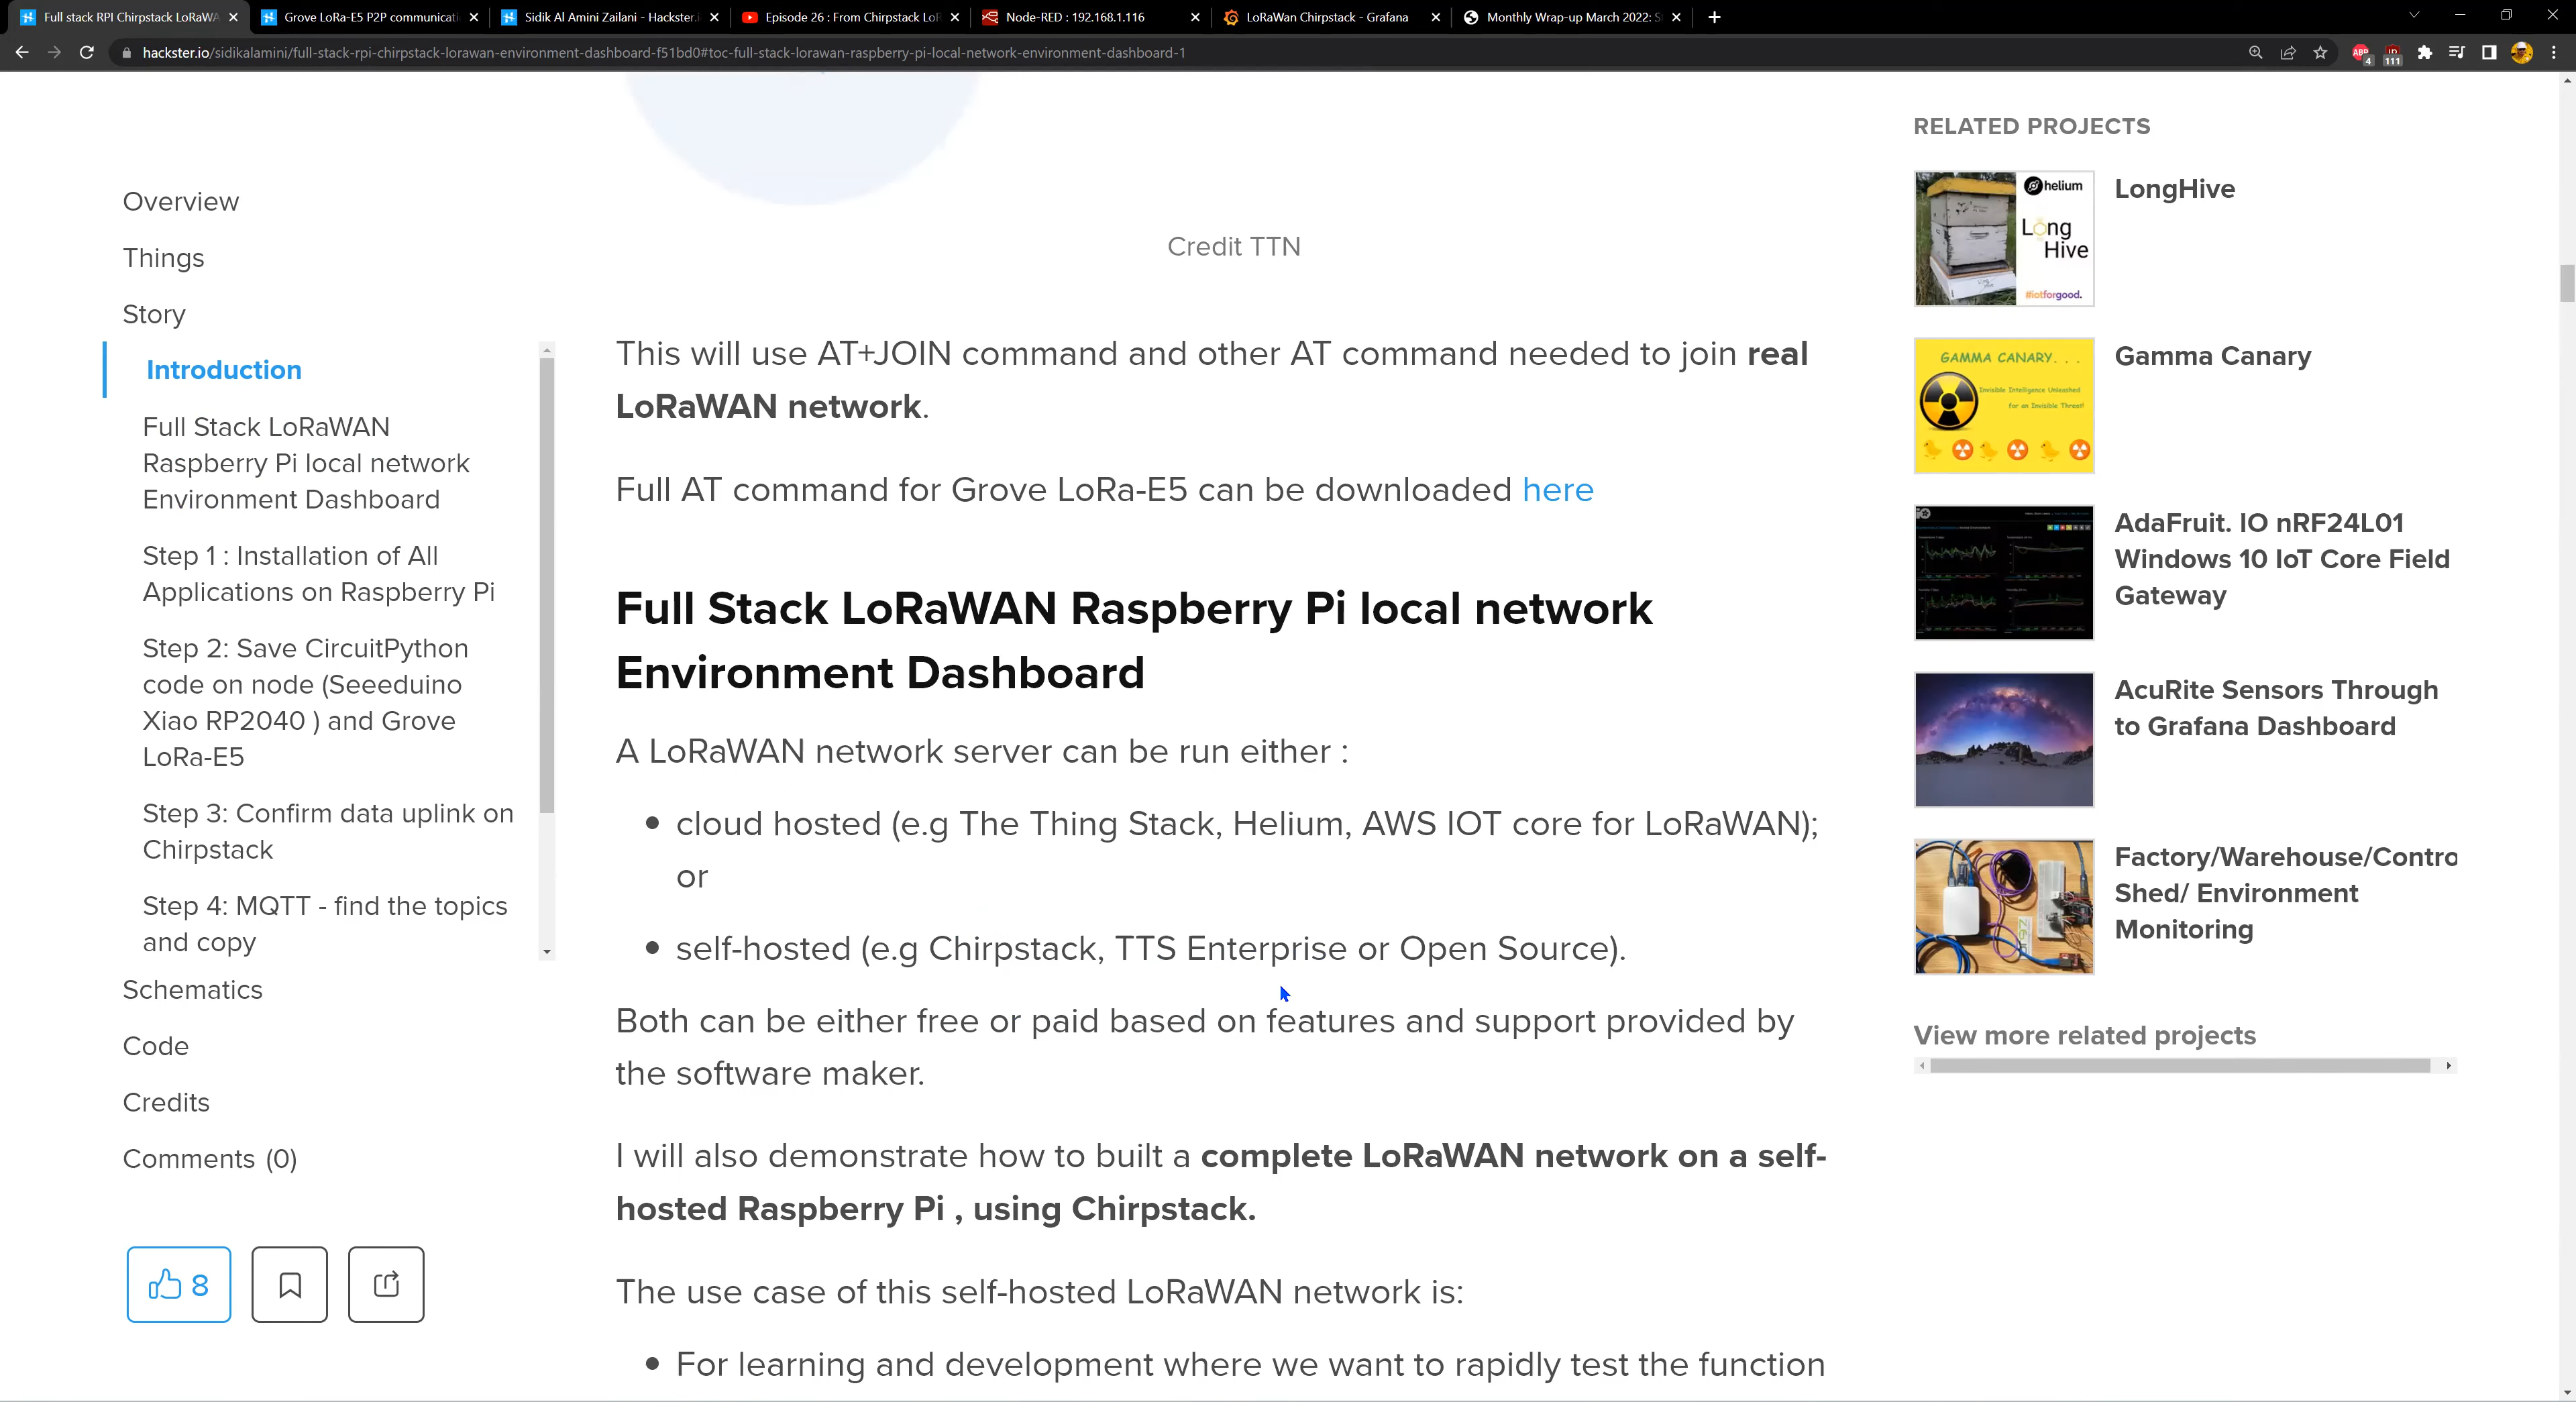 Full stack RPI Chirpstack LoRaWA
Grove LoRa-E5 P2P communicati
Sidik Al Amini Zailani - Hackster.i
Episode 26 : From Chirpstack LoR
Node-RED : 192.168.1.116
LoRaWan Chirpstack - Grafana
Monthly Wrap-up March 2022: S
hackster.io/sidikalamini/full-stack-rpi-chirpstack-lorawan-environment-dashboard-f51bd0#toc-full-stack-lorawan-raspberry-pi-local-network-environment-dashboard-1
ABP
4
111
Overview
Things
Story
Introduction
Full Stack LoRaWAN
Raspberry Pi local network
Environment Dashboard
Step 1 : Installation of All
Applications on Raspberry Pi
Step 2: Save CircuitPython
code on node (Seeeduino
Xiao RP2040 ) and Grove
LoRa-E5
Step 3: Confirm data uplink on
Chirpstack
Step 4: MQTT - find the topics
and copy
Schematics
Code
Credits
Comments (0)
8
Credit TTN
This will use AT+JOIN command and other AT command needed to join real
LoRaWAN network.
Full AT command for Grove LoRa-E5 can be downloaded here
Full Stack LoRaWAN Raspberry Pi local network
Environment Dashboard
A LoRaWAN network server can be run either :
• cloud hosted (e.g The Thing Stack, Helium, AWS IOT core for LoRaWAN);
or
• self-hosted (e.g Chirpstack, TTS Enterprise or Open Source).
Both can be either free or paid based on features and support provided by
the software maker.
I will also demonstrate how to built a complete LoRaWAN network on a self-
hosted Raspberry Pi , using Chirpstack.
The use case of this self-hosted LoRaWAN network is:
• For learning and development where we want to rapidly test the function
RELATED PROJECTS
helium
Long
Hive
#iotforgood.
LongHive
GAMMA CANARY. . .
Invisible Intelligence Unleashed
for an Invisible Threat!
Gamma Canary
AdaFruit. IO nRF24L01
Windows 10 IoT Core Field
Gateway
AcuRite Sensors Through
to Grafana Dashboard
Factory/Warehouse/Contro
Shed/ Environment
Monitoring
View more related projects